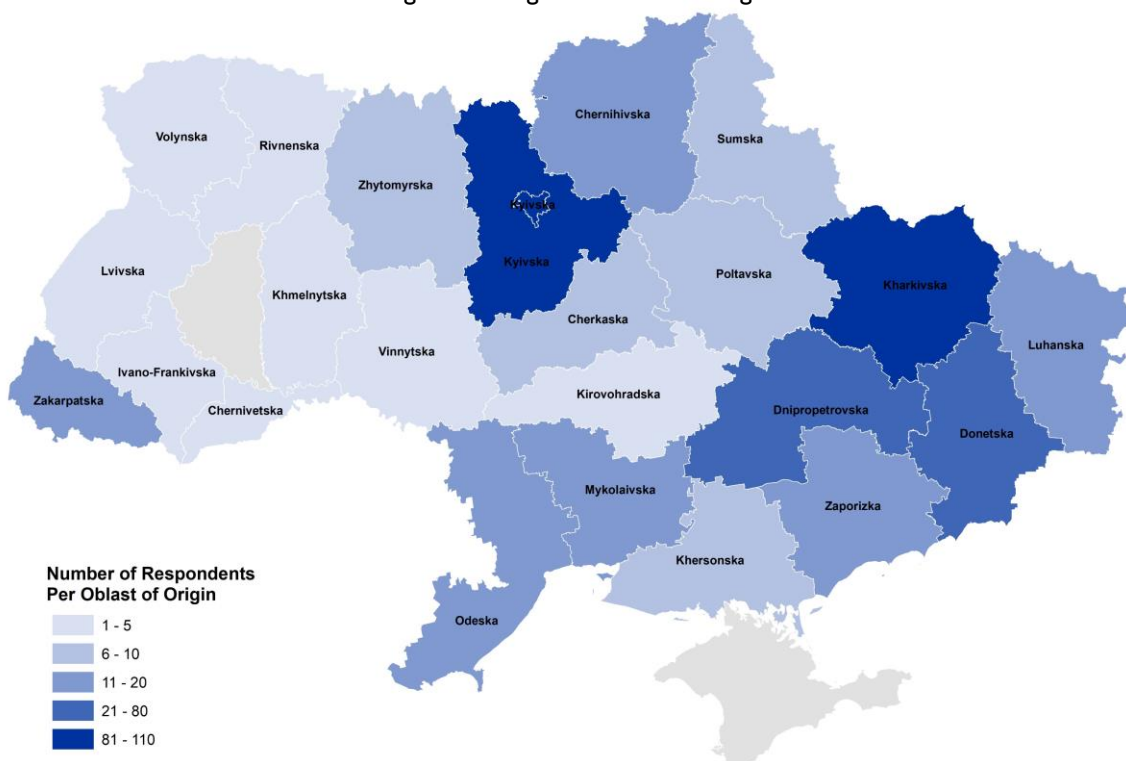 Chernihivska
Sumska
Volynska
Rivnenska
Zhytomyrska
Kyivska
Lvivska
Khmelnytska
Kyivska
Poltavska
Kharkivska
Cherkaska
Vinnytska
Luhanska
Ivano-Frankivska
Zakarpatska
Chernivetska
Kirovohradska
Dnipropetrovska
Donetska
Mykolaivska
Zaporizka
Khersonska
Odeska
Number of Respondents
Per Oblast of Origin
1 - 5
6 - 10
11 - 20
21 - 80
81 - 110